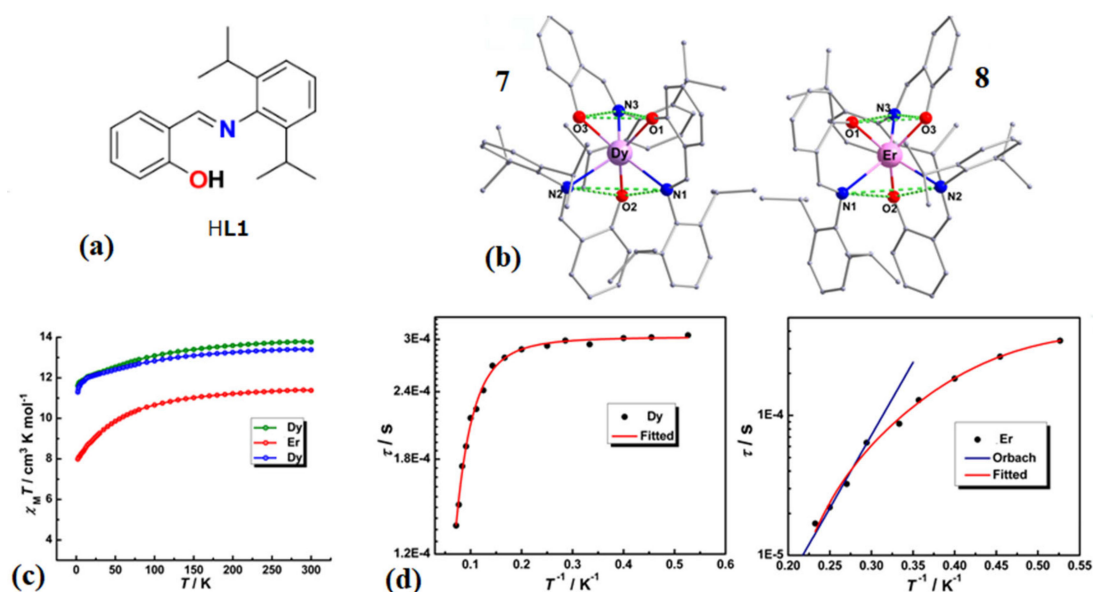 N
OH
HL1
(a)
7
N3
O3
O1
Dy
N2
N1
O2
8
N3
O1
O3
Er
N1
N2
O2
(b)
14
12
10
8
6
4
χMT / cm³ K mol⁻¹
Dy
Er
Dy
0 50 100 150 200 250 300
T / K
(c)
3E-4
2.4E-4
1.8E-4
1.2E-4
τ / s
Dy
Fitted
0.1 0.2 0.3 0.4 0.5 0.6
T⁻¹ / K⁻¹
(d)
1E-4
1E-5
τ / s
Er
Orbach
Fitted
0.20 0.25 0.30 0.35 0.40 0.45 0.50 0.55
T⁻¹ / K⁻¹